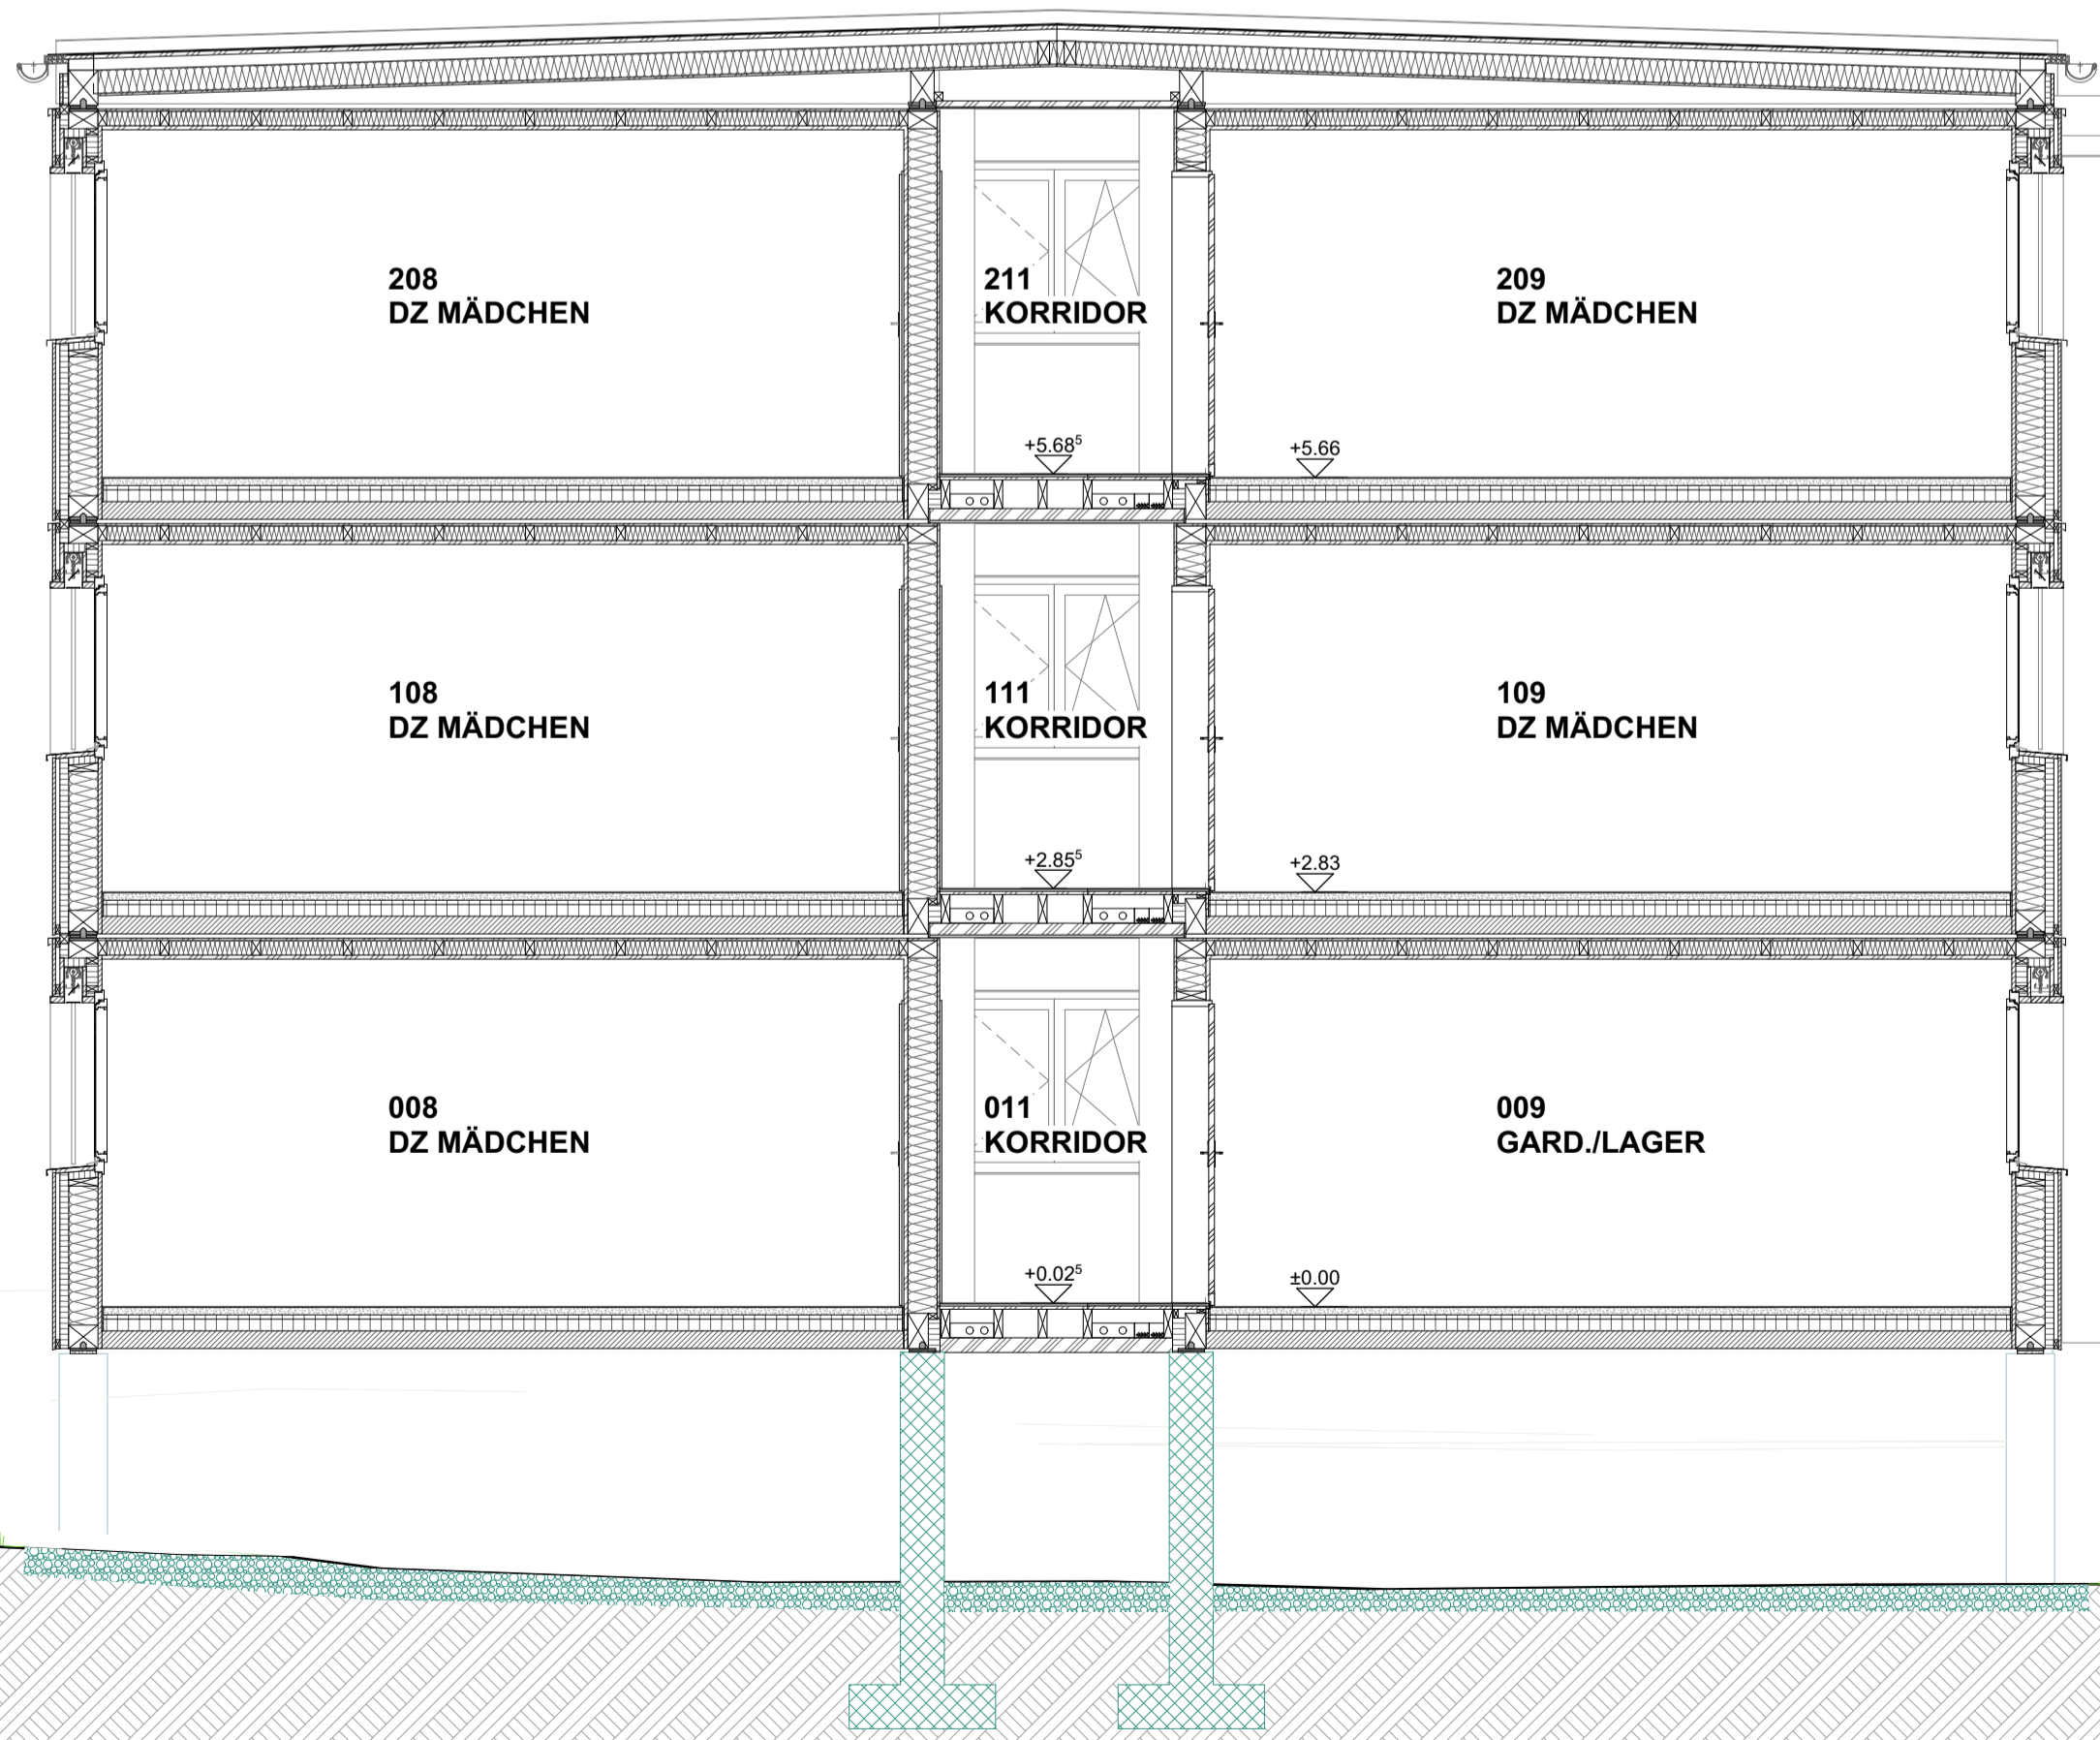 208
DZ MÄDCHEN
211
KORRIDOR
209
DZ MÄDCHEN
+5.68⁵
+5.66
108
DZ MÄDCHEN
111
KORRIDOR
109
DZ MÄDCHEN
+2.85⁵
+2.83
008
DZ MÄDCHEN
011
KORRIDOR
009
GARD./LAGER
+0.02⁵
±0.00